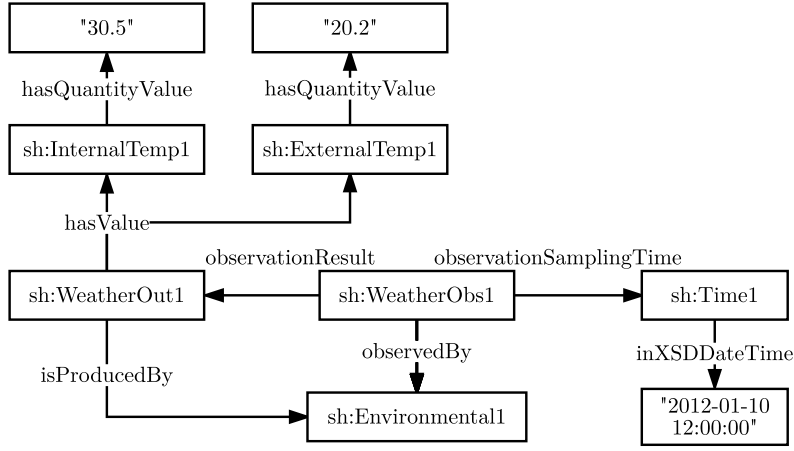 "30.5"
"20.2"
hasQuantityValue
hasQuantityValue
sh:InternalTemp1
sh:ExternalTemp1
hasValue
observationResult
observationSamplingTime
sh:WeatherOut1
sh:WeatherObs1
sh:Time1
observedBy
inXSDDateTime
isProducedBy
"2012-01-10
12:00:00"
sh:Environmental1